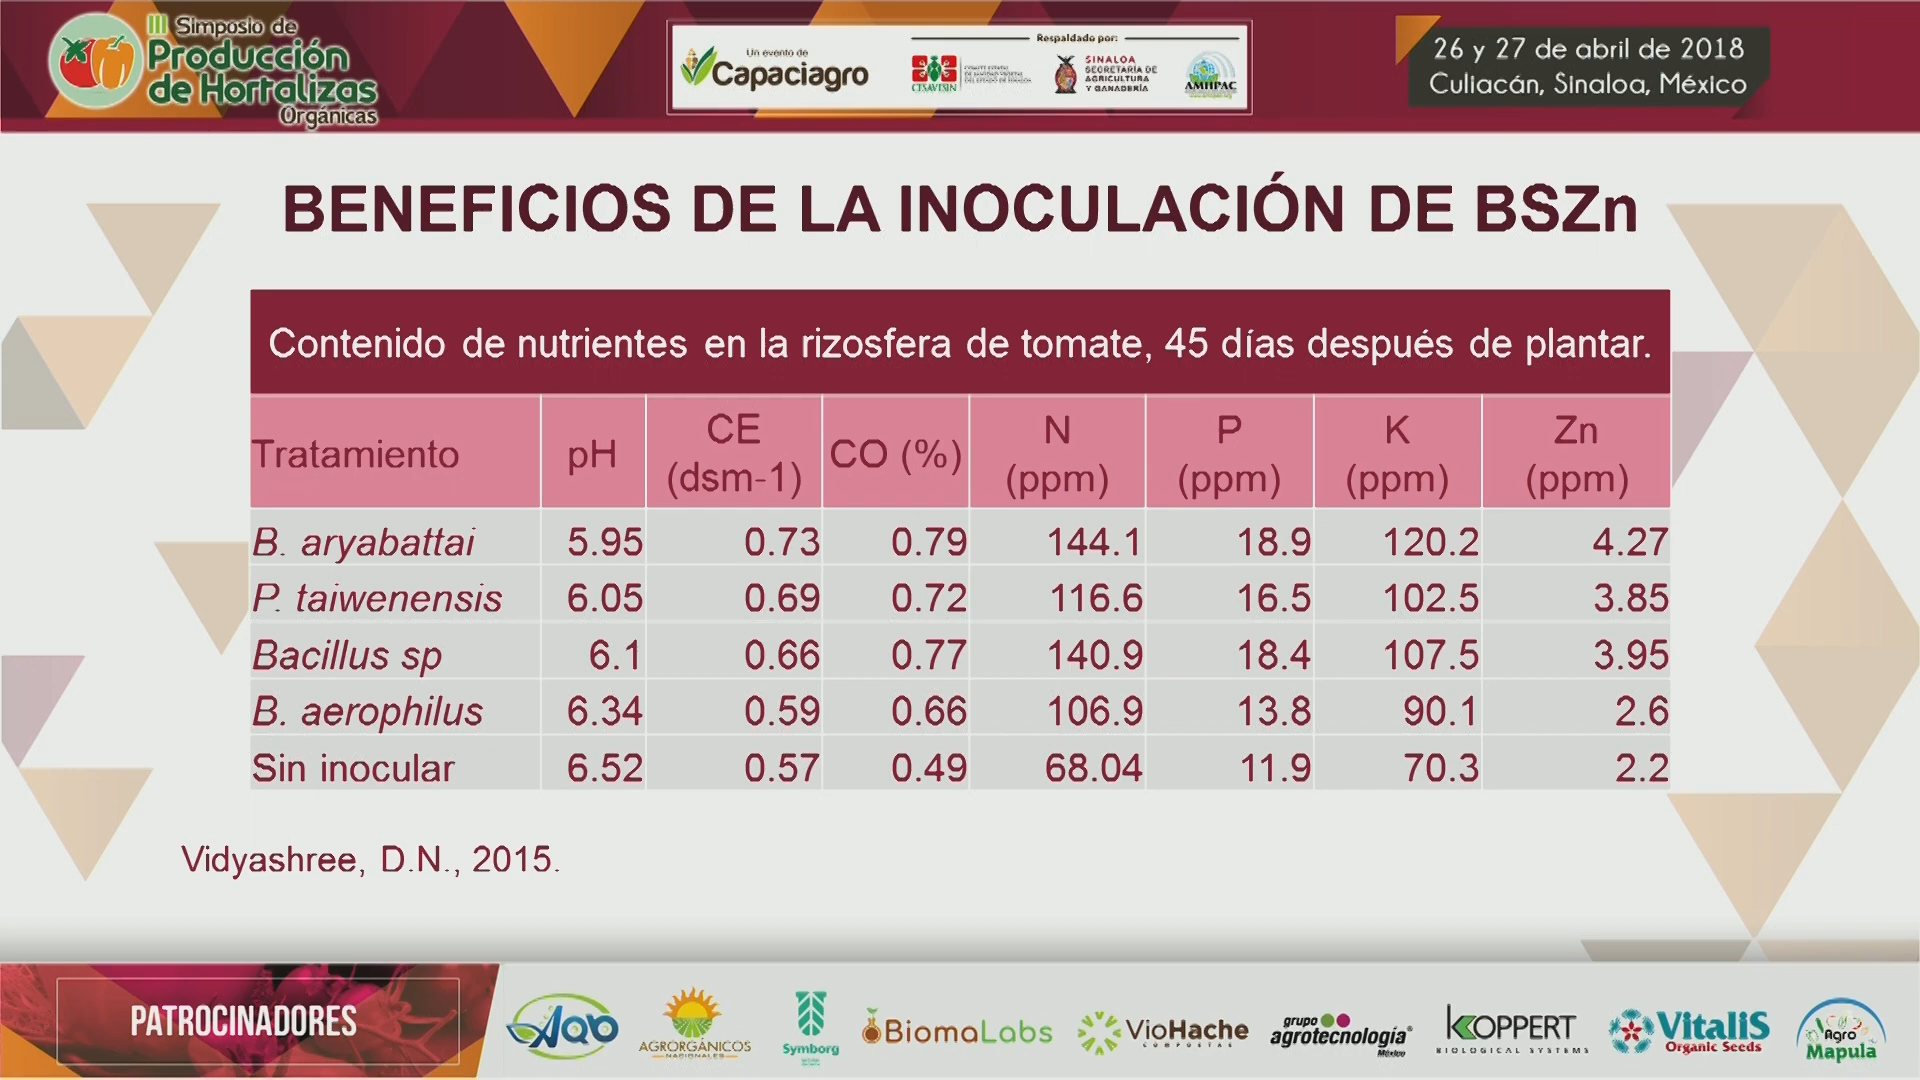 III Simposio de
Producción
de Hortalizas
Orgánicas
Un evento de
Capaciagro
Respaldado por:
CESAVESIN
SINALOA
SECRETARÍA DE
AGRICULTURA
Y GANADERÍA
AMHPAC
26 y 27 de abril de 2018
Culiacán, Sinaloa, México
BENEFICIOS DE LA INOCULACIÓN DE BSZn
Contenido de nutrientes en la rizosfera de tomate, 45 días después de plantar.
Tratamiento pH CE (dsm-1) CO (%) N (ppm) P (ppm) K (ppm) Zn (ppm)
B. aryabattai 5.95 0.73 0.79 144.1 18.9 120.2 4.27
P. taiwenensis 6.05 0.69 0.72 116.6 16.5 102.5 3.85
Bacillus sp 6.1 0.66 0.77 140.9 18.4 107.5 3.95
B. aerophilus 6.34 0.59 0.66 106.9 13.8 90.1 2.6
Sin inocular 6.52 0.57 0.49 68.04 11.9 70.3 2.2
Vidyashree, D.N., 2015.
PATROCINADORES
AQB
AGRORGÁNICOS
NACIONALES
Symborg
BiomaLabs
VioHache
COMPOSTAS
grupo
agrotecnología
México
KOPPERT
BIOLOGICAL SYSTEMS
VitaliS
Organic Seeds
Agro
Mapula